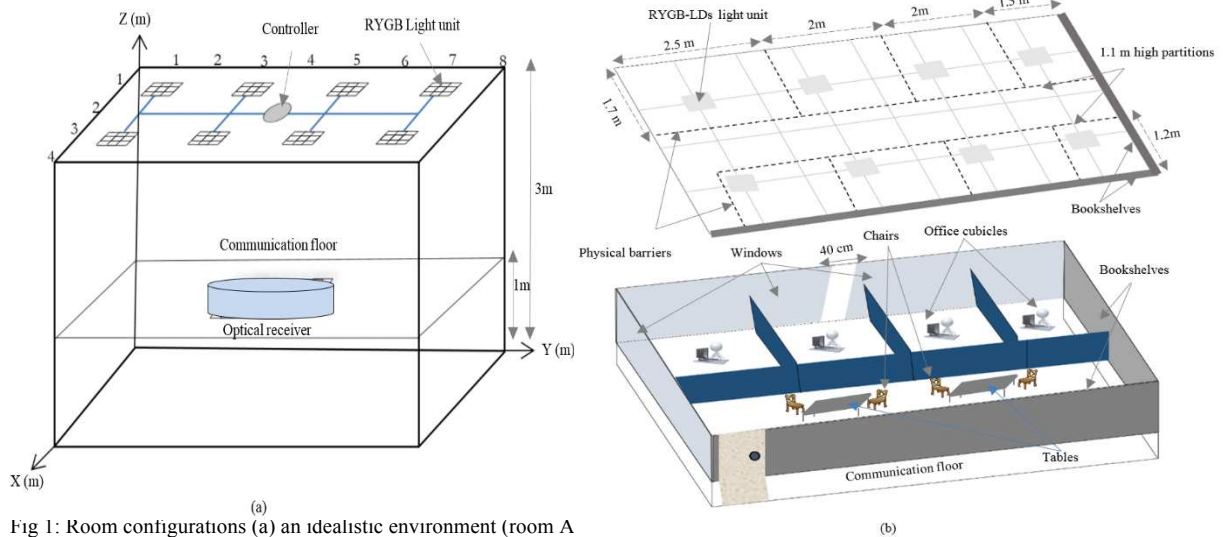 Z (m)
Controller
RYGB Light unit
1
2
3
4
5
6
7
8
1
2
3
4
3m
Communication floor
1m
Optical receiver
Y (m)
X (m)
(a)
Fig 1: Room configurations (a) an idealistic environment (room A
RYGB-LDs light unit
2.5 m
2m
2m
1.5 m
1.1 m high partitions
1.7 m
1.2m
Bookshelves
Physical barriers
Windows
40 cm
Chairs
Office cubicles
Bookshelves
Tables
Communication floor
(b)